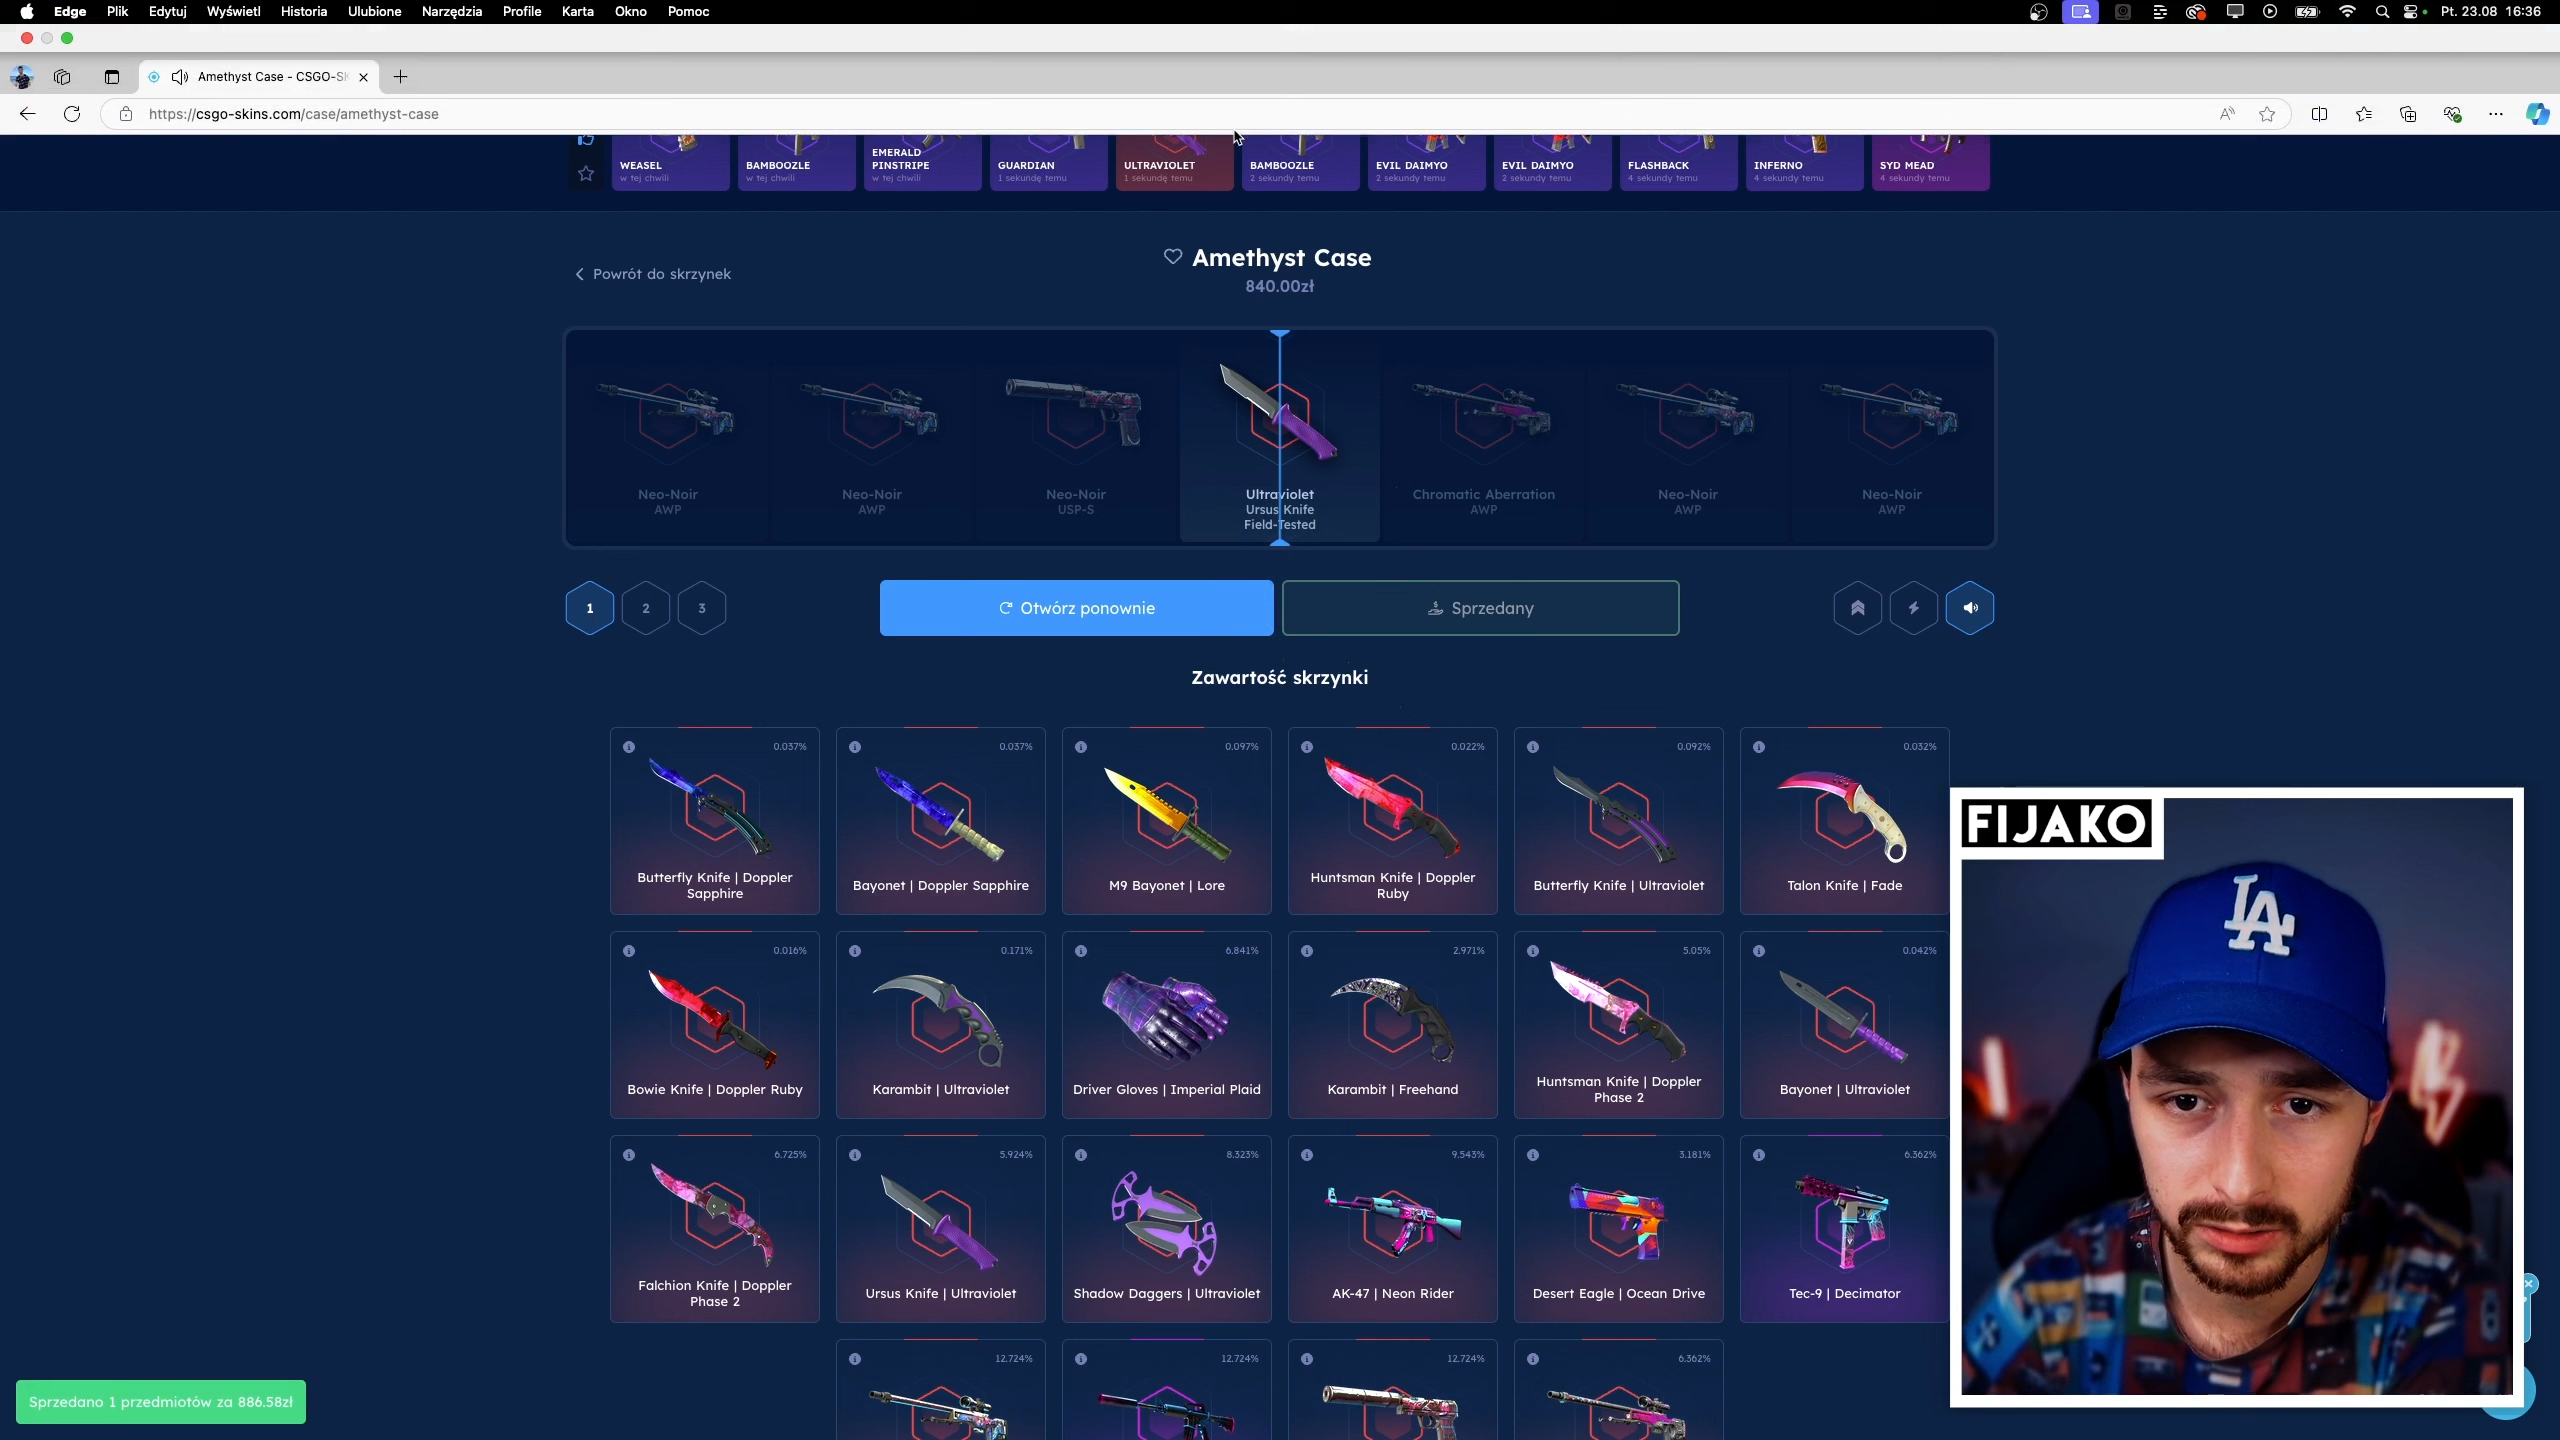 Edge Plik Edytuj Wyświetl Historia Ulubione Narzędzia Profile Karta Okno Pomoc
Pt. 23.08 16:36
Amethyst Case - CSGO-SK
https://csgo-skins.com/case/amethyst-case
WEASEL
w tej chwili
BAMBOOZLE
w tej chwili
EMERALD
PINSTRIPE
w tej chwili
GUARDIAN
1 sekundę temu
ULTRAVIOLET
1 sekundę temu
BAMBOOZLE
2 sekundy temu
EVIL DAIMYO
2 sekundy temu
EVIL DAIMYO
2 sekundy temu
FLASHBACK
4 sekundy temu
INFERNO
4 sekundy temu
SYD MEAD
4 sekundy temu
Powrót do skrzynek
Amethyst Case
840.00zł
Neo-Noir
AWP
Neo-Noir
AWP
Neo-Noir
USP-S
Ultraviolet
Ursus Knife
Field-Tested
Chromatic Aberration
AWP
Neo-Noir
AWP
Neo-Noir
AWP
1 2 3
Otwórz ponownie
Sprzedany
Zawartość skrzynki
0.037%
Butterfly Knife | Doppler
Sapphire
0.037%
Bayonet | Doppler Sapphire
0.097%
M9 Bayonet | Lore
0.022%
Huntsman Knife | Doppler
Ruby
0.092%
Butterfly Knife | Ultraviolet
0.032%
Talon Knife | Fade
0.016%
Bowie Knife | Doppler Ruby
0.171%
Karambit | Ultraviolet
6.841%
Driver Gloves | Imperial Plaid
2.971%
Karambit | Freehand
5.05%
Huntsman Knife | Doppler
Phase 2
0.042%
Bayonet | Ultraviolet
6.725%
Falchion Knife | Doppler
Phase 2
5.924%
Ursus Knife | Ultraviolet
8.323%
Shadow Daggers | Ultraviolet
9.543%
AK-47 | Neon Rider
3.181%
Desert Eagle | Ocean Drive
6.362%
Tec-9 | Decimator
12.724%
12.724%
12.724%
6.362%
FIJAKO
LA
Sprzedano 1 przedmiotów za 886.58zł